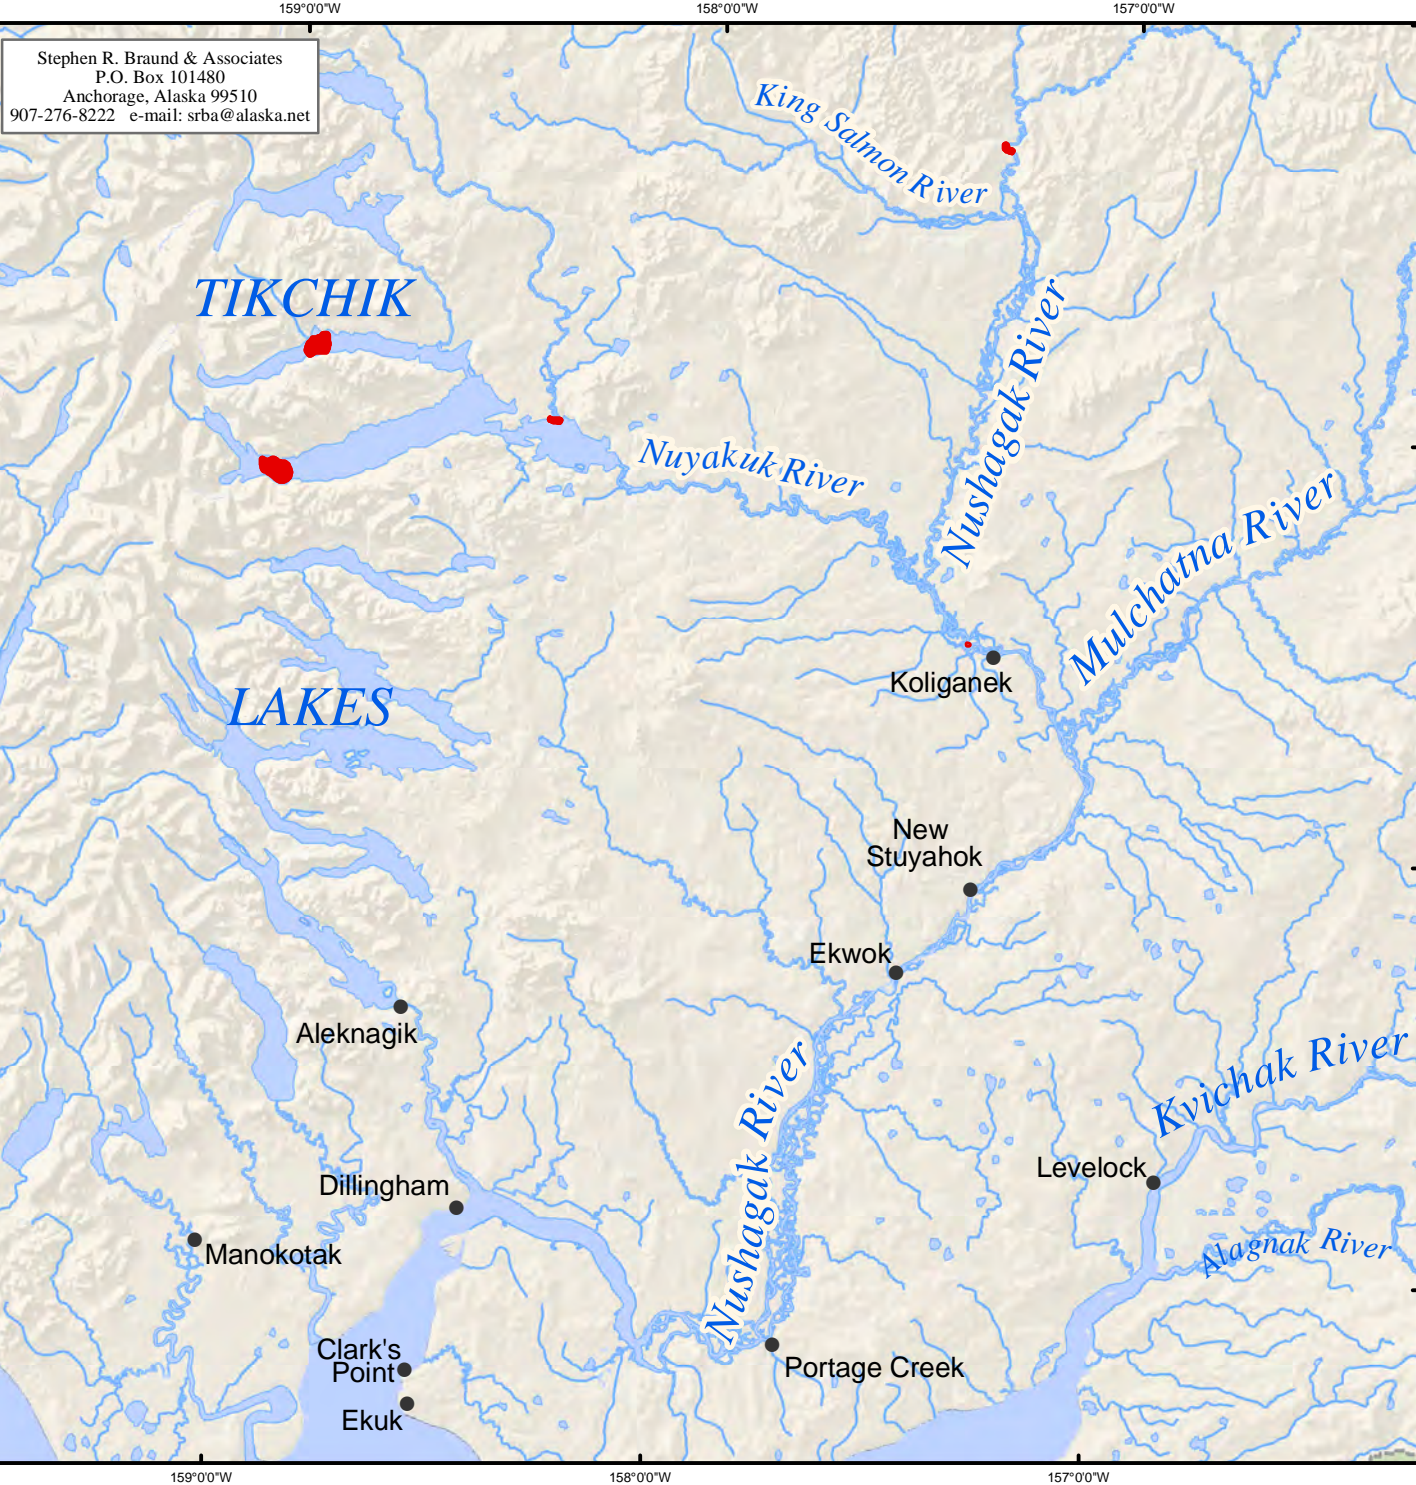 159°0'0"W
158°0'0"W
157°0'0"W
Stephen R. Braund & Associates
P.O. Box 101480
Anchorage, Alaska 99510
907-276-8222 e-mail: srba@alaska.net
King Salmon River
TIKCHIK
Nushagak River
Nuyakuk River
Mulchatna River
Koliganek
LAKES
New
Stuyahok
Ekwok
Aleknagik
Kvichak River
Nushagak River
Levelock
Dillingham
Manokotak
Alagnak River
Clark's
Point
Portage Creek
Ekuk
159°0'0"W
158°0'0"W
157°0'0"W